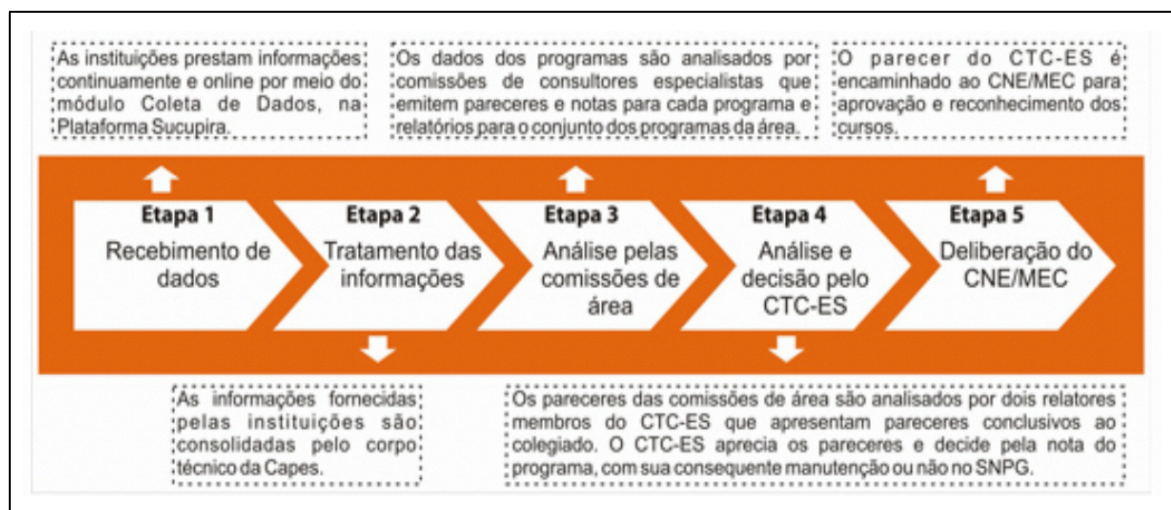 As instituições prestam informações
continuamente e online por meio do
módulo Coleta de Dados, na
Plataforma Sucupira.
Os dados dos programas são analisados por
comissões de consultores especialistas que
emitem pareceres e notas para cada programa e
relatórios para o conjunto dos programas da área.
O parecer do CTC-ES é
encaminhado ao CNE/MEC para
aprovação e reconhecimento dos
cursos.
Etapa 1
Recebimento de
dados
Etapa 2
Tratamento das
informações
Etapa 3
Análise pelas
comissões de
área
Etapa 4
Análise e
decisão pelo
CTC-ES
Etapa 5
Deliberação do
CNE/MEC
As informações fornecidas
pelas instituições são
consolidadas pelo corpo
técnico da Capes.
Os pareceres das comissões de área são analisados por dois relatores
membros do CTC-ES que apresentam pareceres conclusivos ao
colegiado. O CTC-ES aprecia os pareceres e decide pela nota do
programa, com sua consequente manutenção ou não no SNPG.